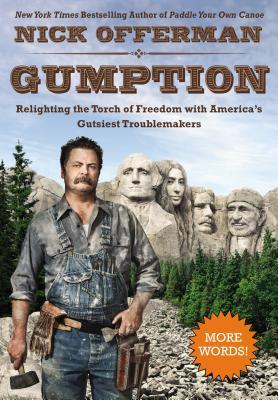 New York Times Bestselling Author of Paddle Your Own Canoe
NICK OFFERMAN
GUMPTION
Relighting the Torch of Freedom with America's
Gutsiest Troublemakers
MORE
WORDS!